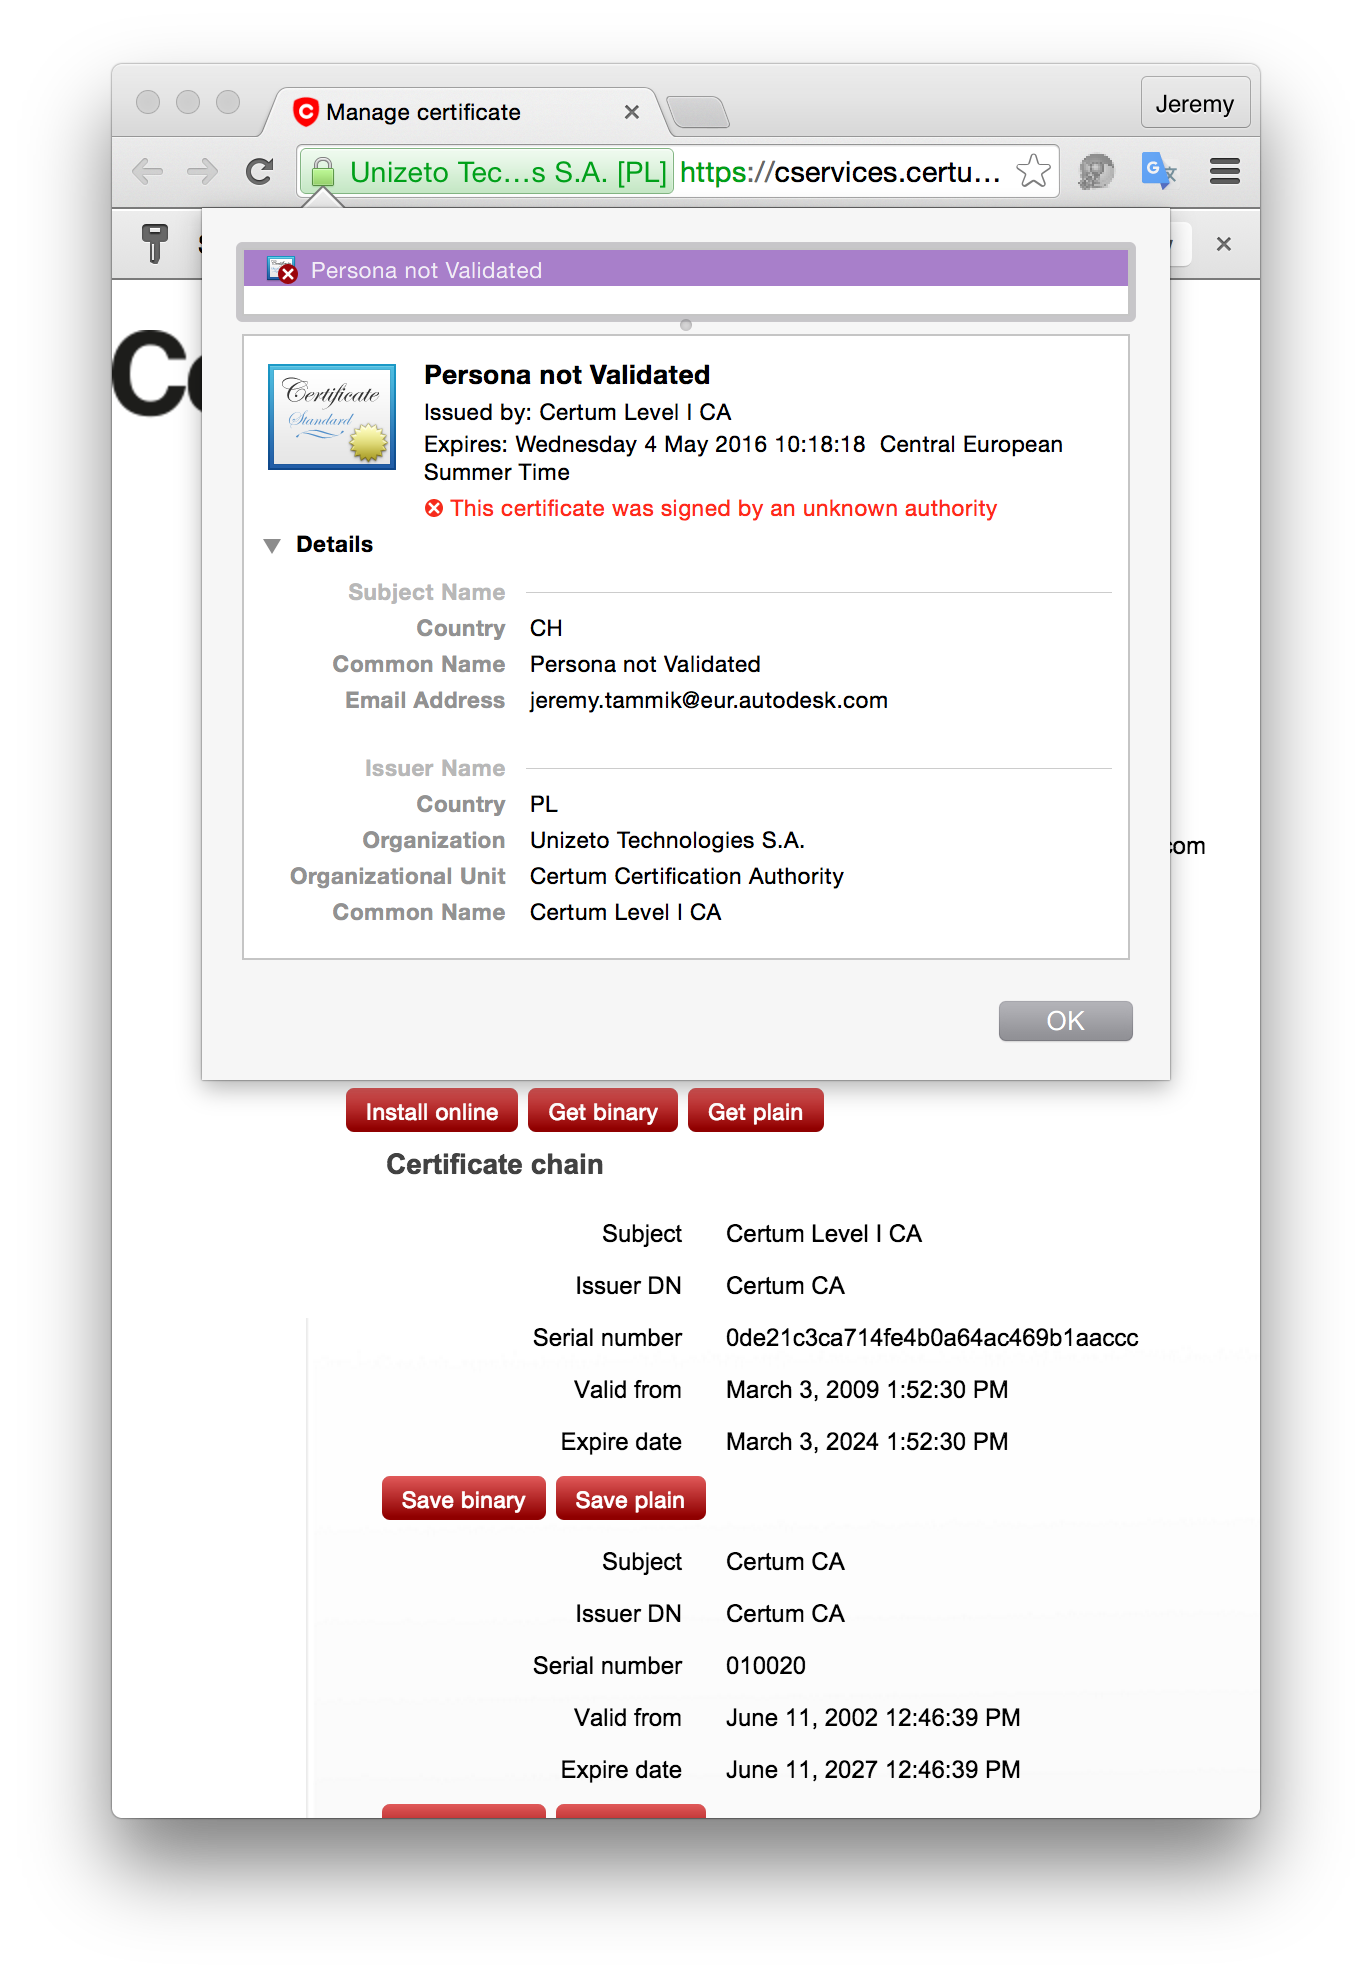 Manage certificate
Jeremy
Unizeto Tec...s S.A. [PL] https://cservices.certu...
Persona not Validated
Certificate
Standard
Persona not Validated
Issued by: Certum Level I CA
Expires: Wednesday 4 May 2016 10:18:18 Central European
Summer Time
This certificate was signed by an unknown authority
Details
Subject Name
Country CH
Common Name Persona not Validated
Email Address jeremy.tammik@eur.autodesk.com
Issuer Name
Country PL
Organization Unizeto Technologies S.A.
Organizational Unit Certum Certification Authority
Common Name Certum Level I CA
OK
Install online Get binary Get plain
Certificate chain
Subject Certum Level I CA
Issuer DN Certum CA
Serial number 0de21c3ca714fe4b0a64ac469b1aaccc
Valid from March 3, 2009 1:52:30 PM
Expire date March 3, 2024 1:52:30 PM
Save binary Save plain
Subject Certum CA
Issuer DN Certum CA
Serial number 010020
Valid from June 11, 2002 12:46:39 PM
Expire date June 11, 2027 12:46:39 PM